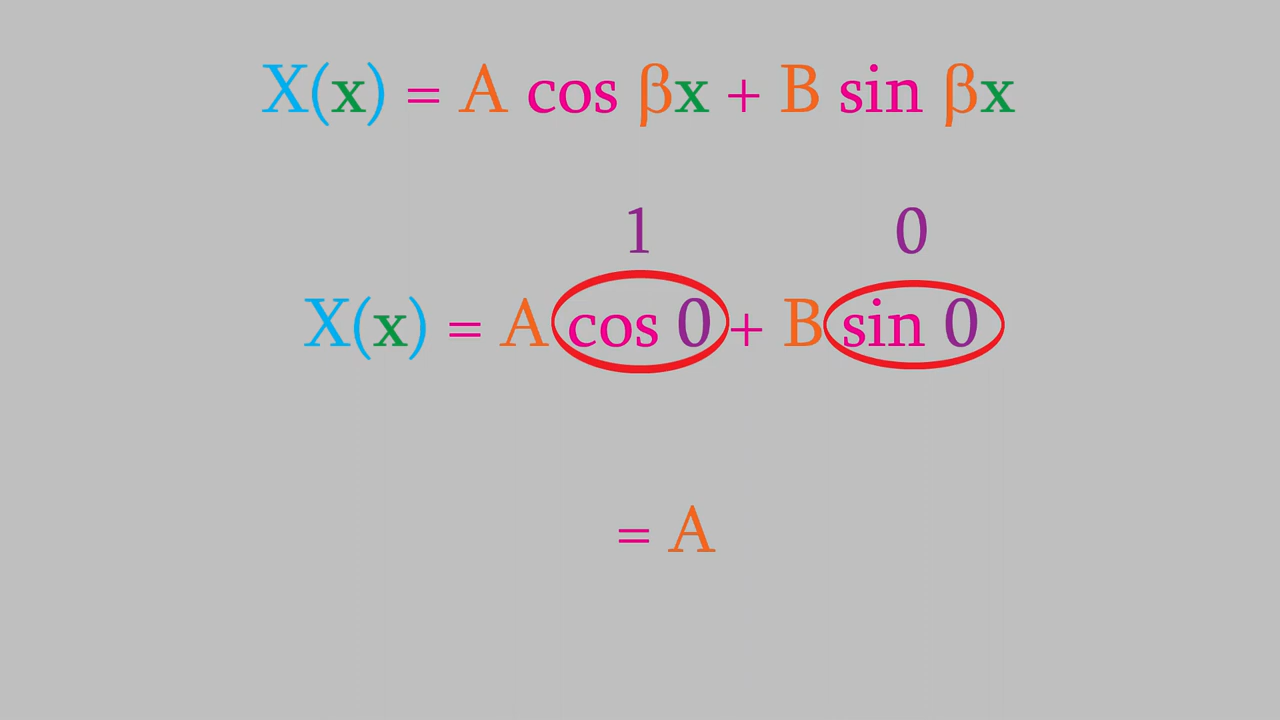 X(x) = A cos βx + B sin βx
1 0
X(x) = A cos 0 + B sin 0
= A